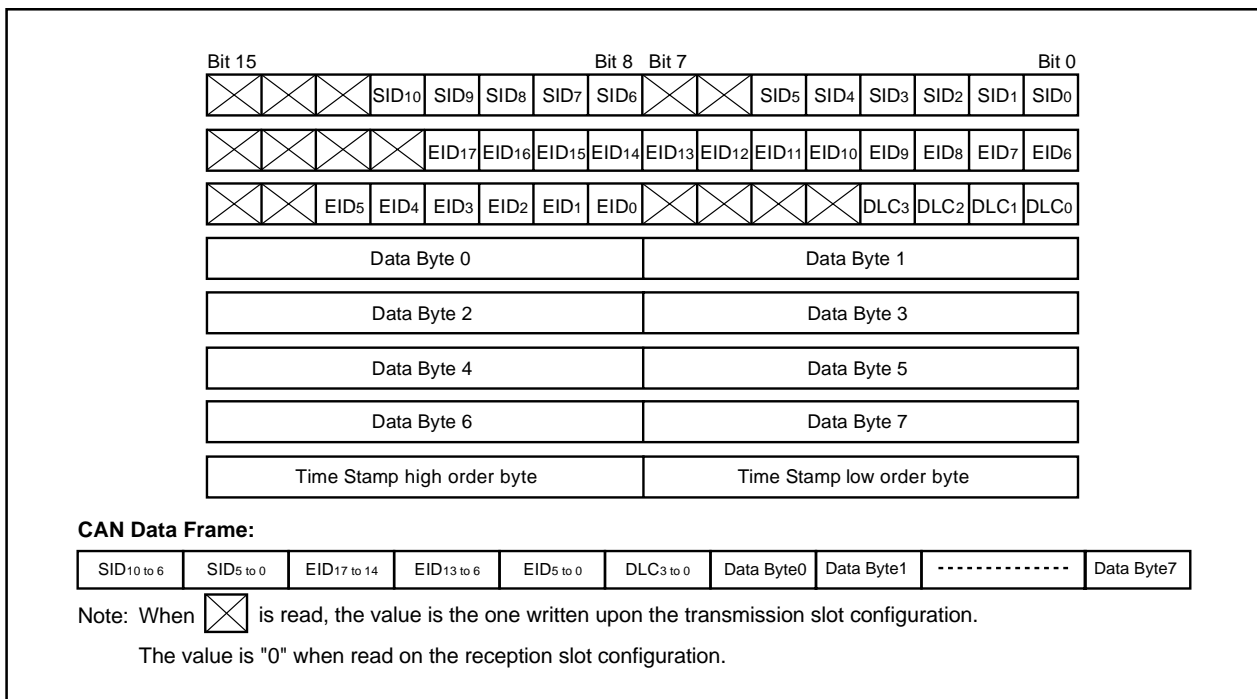 Bit 15 Bit 8 Bit 7 Bit 0
SID10 SID9 SID8 SID7 SID6 SID5 SID4 SID3 SID2 SID1 SID0
EID17 EID16 EID15 EID14 EID13 EID12 EID11 EID10 EID9 EID8 EID7 EID6
EID5 EID4 EID3 EID2 EID1 EID0 DLC3 DLC2 DLC1 DLC0
Data Byte 0 Data Byte 1
Data Byte 2 Data Byte 3
Data Byte 4 Data Byte 5
Data Byte 6 Data Byte 7
Time Stamp high order byte Time Stamp low order byte
CAN Data Frame:
SID10 to 6 SID5 to 0 EID17 to 14 EID13 to 6 EID5 to 0 DLC3 to 0 Data Byte0 Data Byte1 Data Byte7
Note: When is read, the value is the one written upon the transmission slot configuration.
The value is "0" when read on the reception slot configuration.